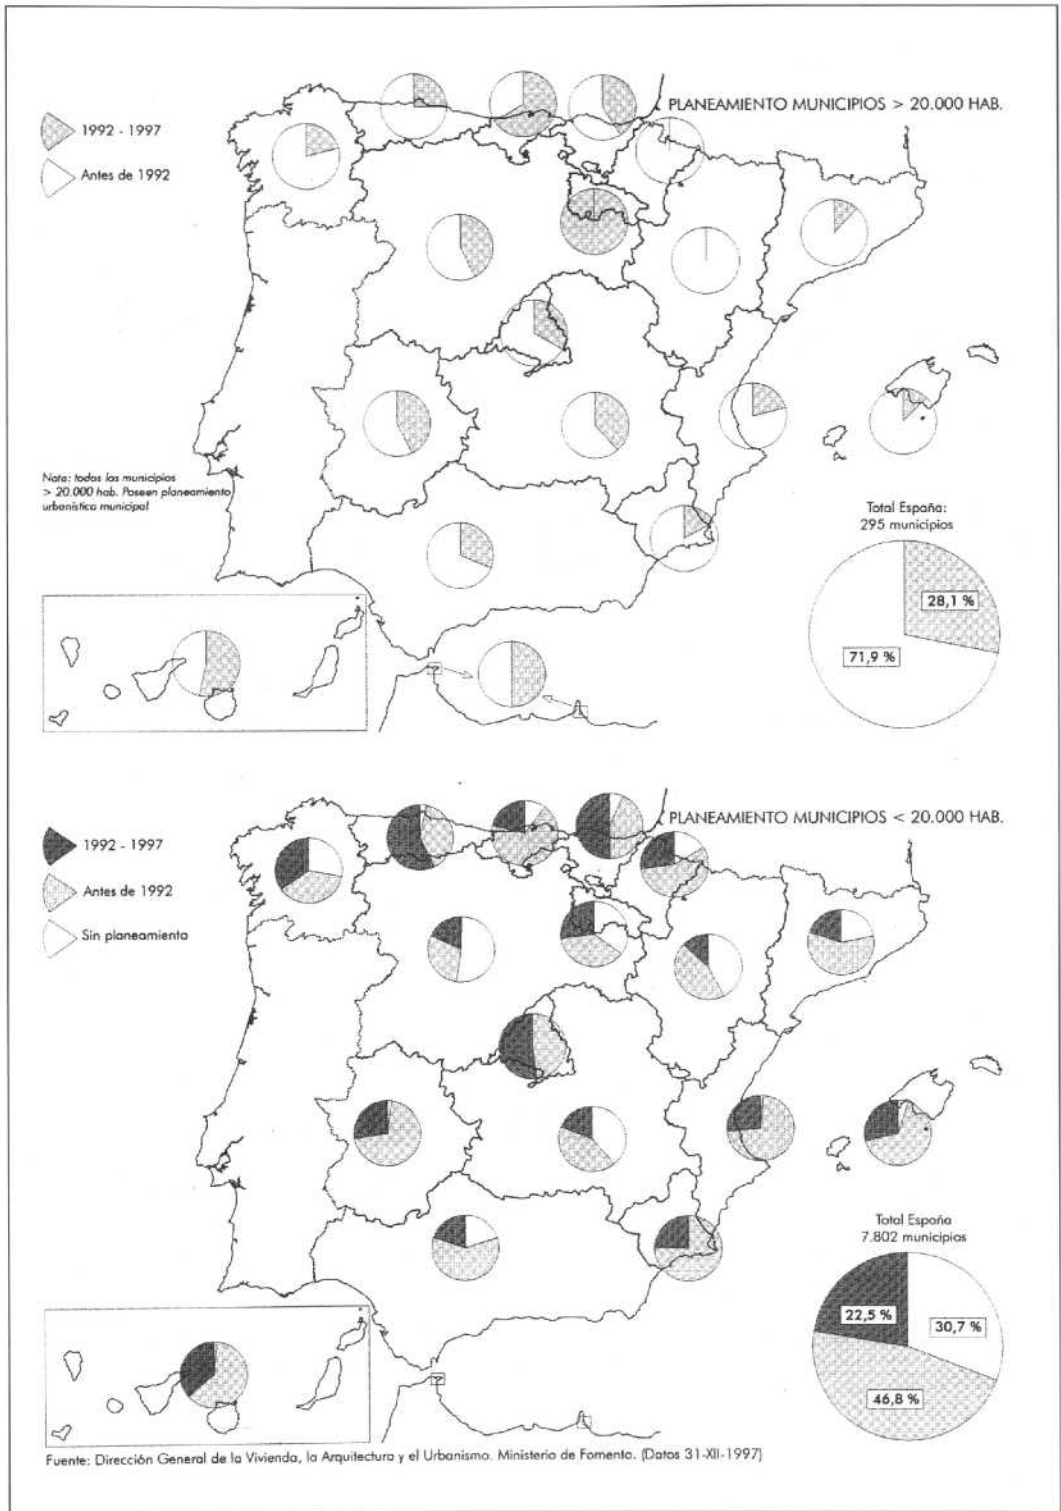 PLANEAMIENTO MUNICIPIOS > 20.000 HAB.
1992 - 1997
Antes de 1992
Nota: todos los municipios
> 20.000 hab. Poseen planeamiento
urbanístico municipal
Total España:
295 municipios
28,1 %
71,9 %
PLANEAMIENTO MUNICIPIOS < 20.000 HAB.
1992 - 1997
Antes de 1992
Sin planeamiento
Total España
7.802 municipios
22,5 %
30,7 %
46,8 %
Fuente: Dirección General de la Vivienda, la Arquitectura y el Urbanismo. Ministerio de Fomento. (Datos 31-XII-1997)